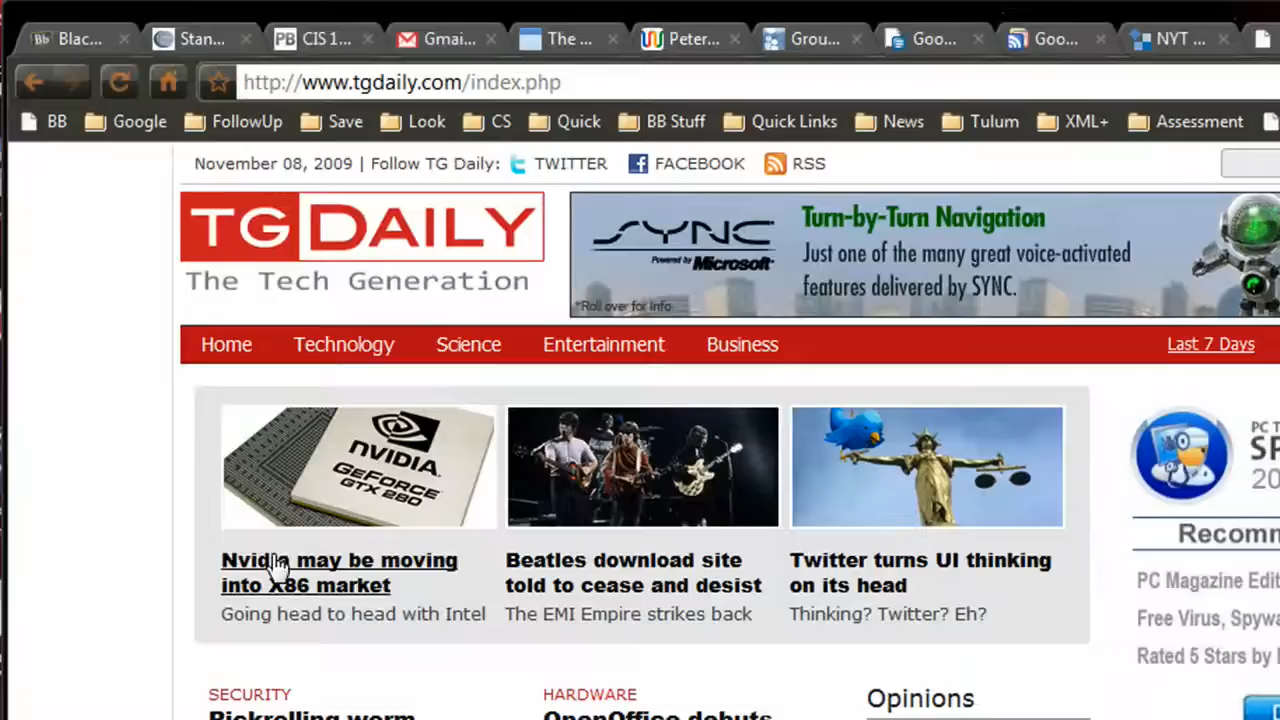 Blac... Stan... CIS 1... Gmai... The ... Peter... Grou... Goo... Goo... NYT ...
http://www.tgdaily.com/index.php
BB Google FollowUp Save Look CS Quick BB Stuff Quick Links News Tulum XML+ Assessment
November 08, 2009 | Follow TG Daily: TWITTER FACEBOOK RSS
TG DAILY
The Tech Generation
SYNC
Powered by Microsoft
*Roll over for Info
Turn-by-Turn Navigation
Just one of the many great voice-activated
features delivered by SYNC.
Home Technology Science Entertainment Business Last 7 Days
NVIDIA
GEFORCE
GTX 280
Nvidia may be moving
into X86 market
Going head to head with Intel
Beatles download site
told to cease and desist
The EMI Empire strikes back
Twitter turns UI thinking
on its head
Thinking? Twitter? Eh?
PC T
SP
20
Recomm
PC Magazine Edit
Free Virus, Spywa
Rated 5 Stars by
SECURITY
Rickrolling worm
HARDWARE
OpenOffice debuts
Opinions